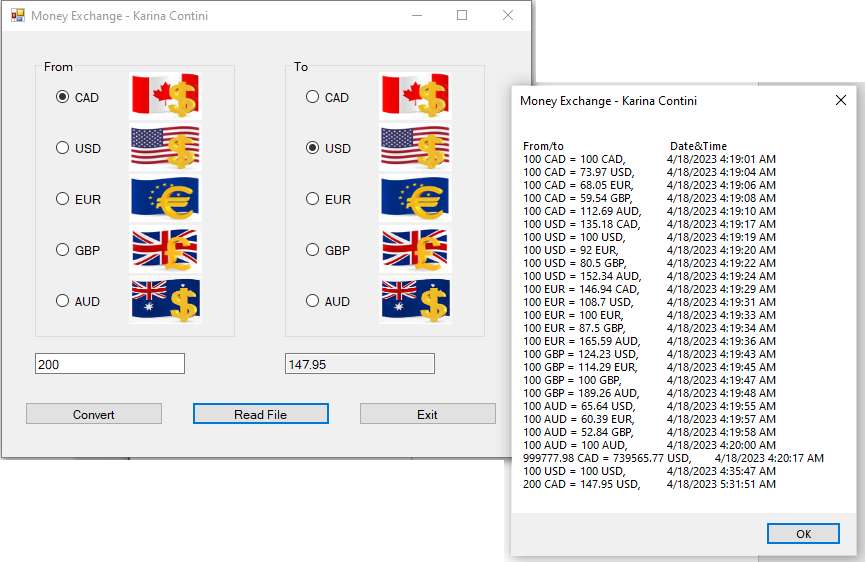 Money Exchange - Karina Contini
From
CAD
USD
EUR
GBP
AUD
To
CAD
USD
EUR
GBP
AUD
200
147.95
Convert
Read File
Exit
Money Exchange - Karina Contini
From/to Date&Time
100 CAD = 100 CAD, 4/18/2023 4:19:01 AM
100 CAD = 73.97 USD, 4/18/2023 4:19:04 AM
100 CAD = 68.05 EUR, 4/18/2023 4:19:06 AM
100 CAD = 59.54 GBP, 4/18/2023 4:19:08 AM
100 CAD = 112.69 AUD, 4/18/2023 4:19:10 AM
100 USD = 135.18 CAD, 4/18/2023 4:19:17 AM
100 USD = 100 USD, 4/18/2023 4:19:19 AM
100 USD = 92 EUR, 4/18/2023 4:19:20 AM
100 USD = 80.5 GBP, 4/18/2023 4:19:22 AM
100 USD = 152.34 AUD, 4/18/2023 4:19:24 AM
100 EUR = 146.94 CAD, 4/18/2023 4:19:29 AM
100 EUR = 108.7 USD, 4/18/2023 4:19:31 AM
100 EUR = 100 EUR, 4/18/2023 4:19:33 AM
100 EUR = 87.5 GBP, 4/18/2023 4:19:34 AM
100 EUR = 165.59 AUD, 4/18/2023 4:19:36 AM
100 GBP = 124.23 USD, 4/18/2023 4:19:43 AM
100 GBP = 114.29 EUR, 4/18/2023 4:19:45 AM
100 GBP = 100 GBP, 4/18/2023 4:19:47 AM
100 GBP = 189.26 AUD, 4/18/2023 4:19:48 AM
100 AUD = 65.64 USD, 4/18/2023 4:19:55 AM
100 AUD = 60.39 EUR, 4/18/2023 4:19:57 AM
100 AUD = 52.84 GBP, 4/18/2023 4:19:58 AM
100 AUD = 100 AUD, 4/18/2023 4:20:00 AM
999777.98 CAD = 739565.77 USD, 4/18/2023 4:20:17 AM
100 USD = 100 USD, 4/18/2023 4:35:47 AM
200 CAD = 147.95 USD, 4/18/2023 5:31:51 AM
OK